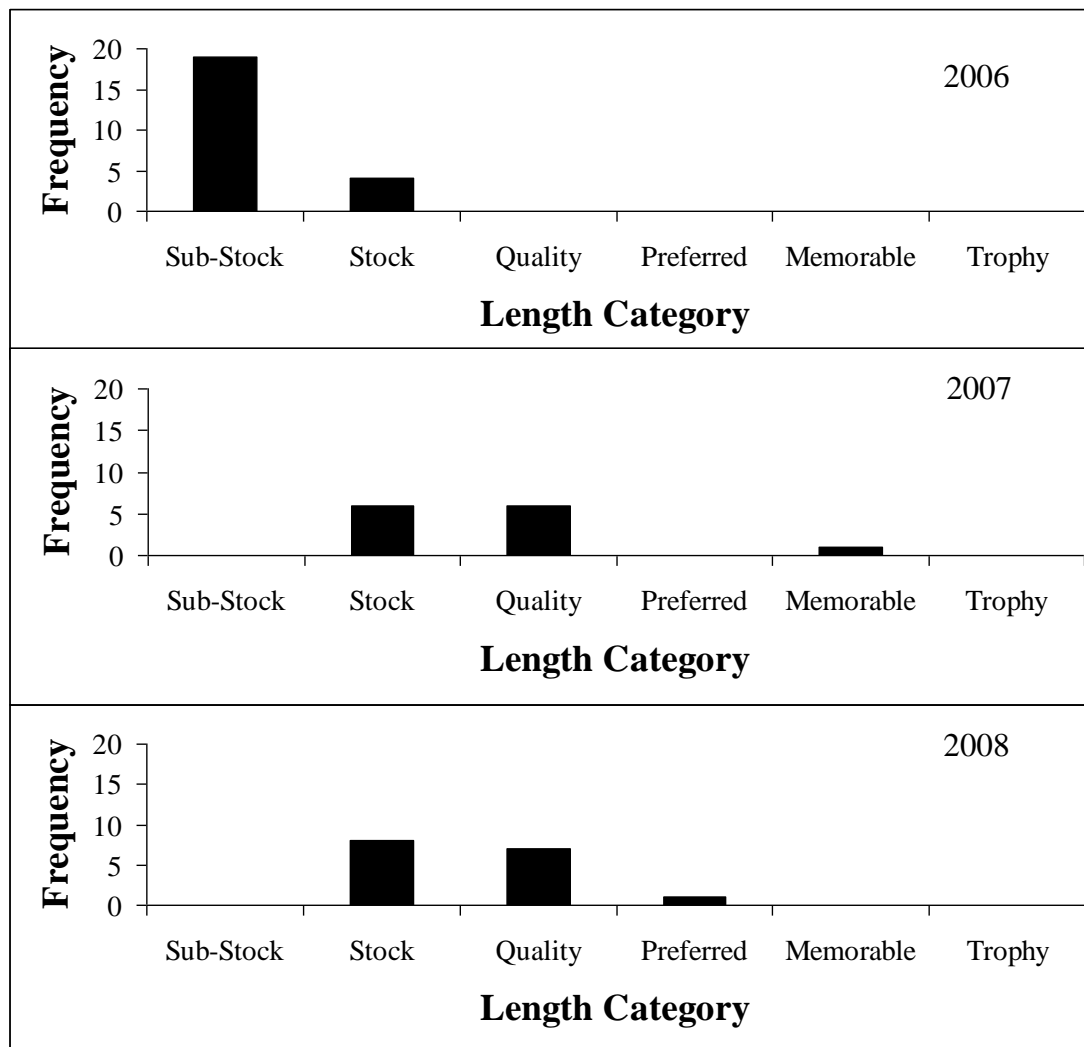 2006
Frequency
20
15
10
5
0
Sub-Stock Stock Quality Preferred Memorable Trophy
Length Category
2007
Frequency
20
15
10
5
0
Sub-Stock Stock Quality Preferred Memorable Trophy
Length Category
2008
Frequency
20
15
10
5
0
Sub-Stock Stock Quality Preferred Memorable Trophy
Length Category